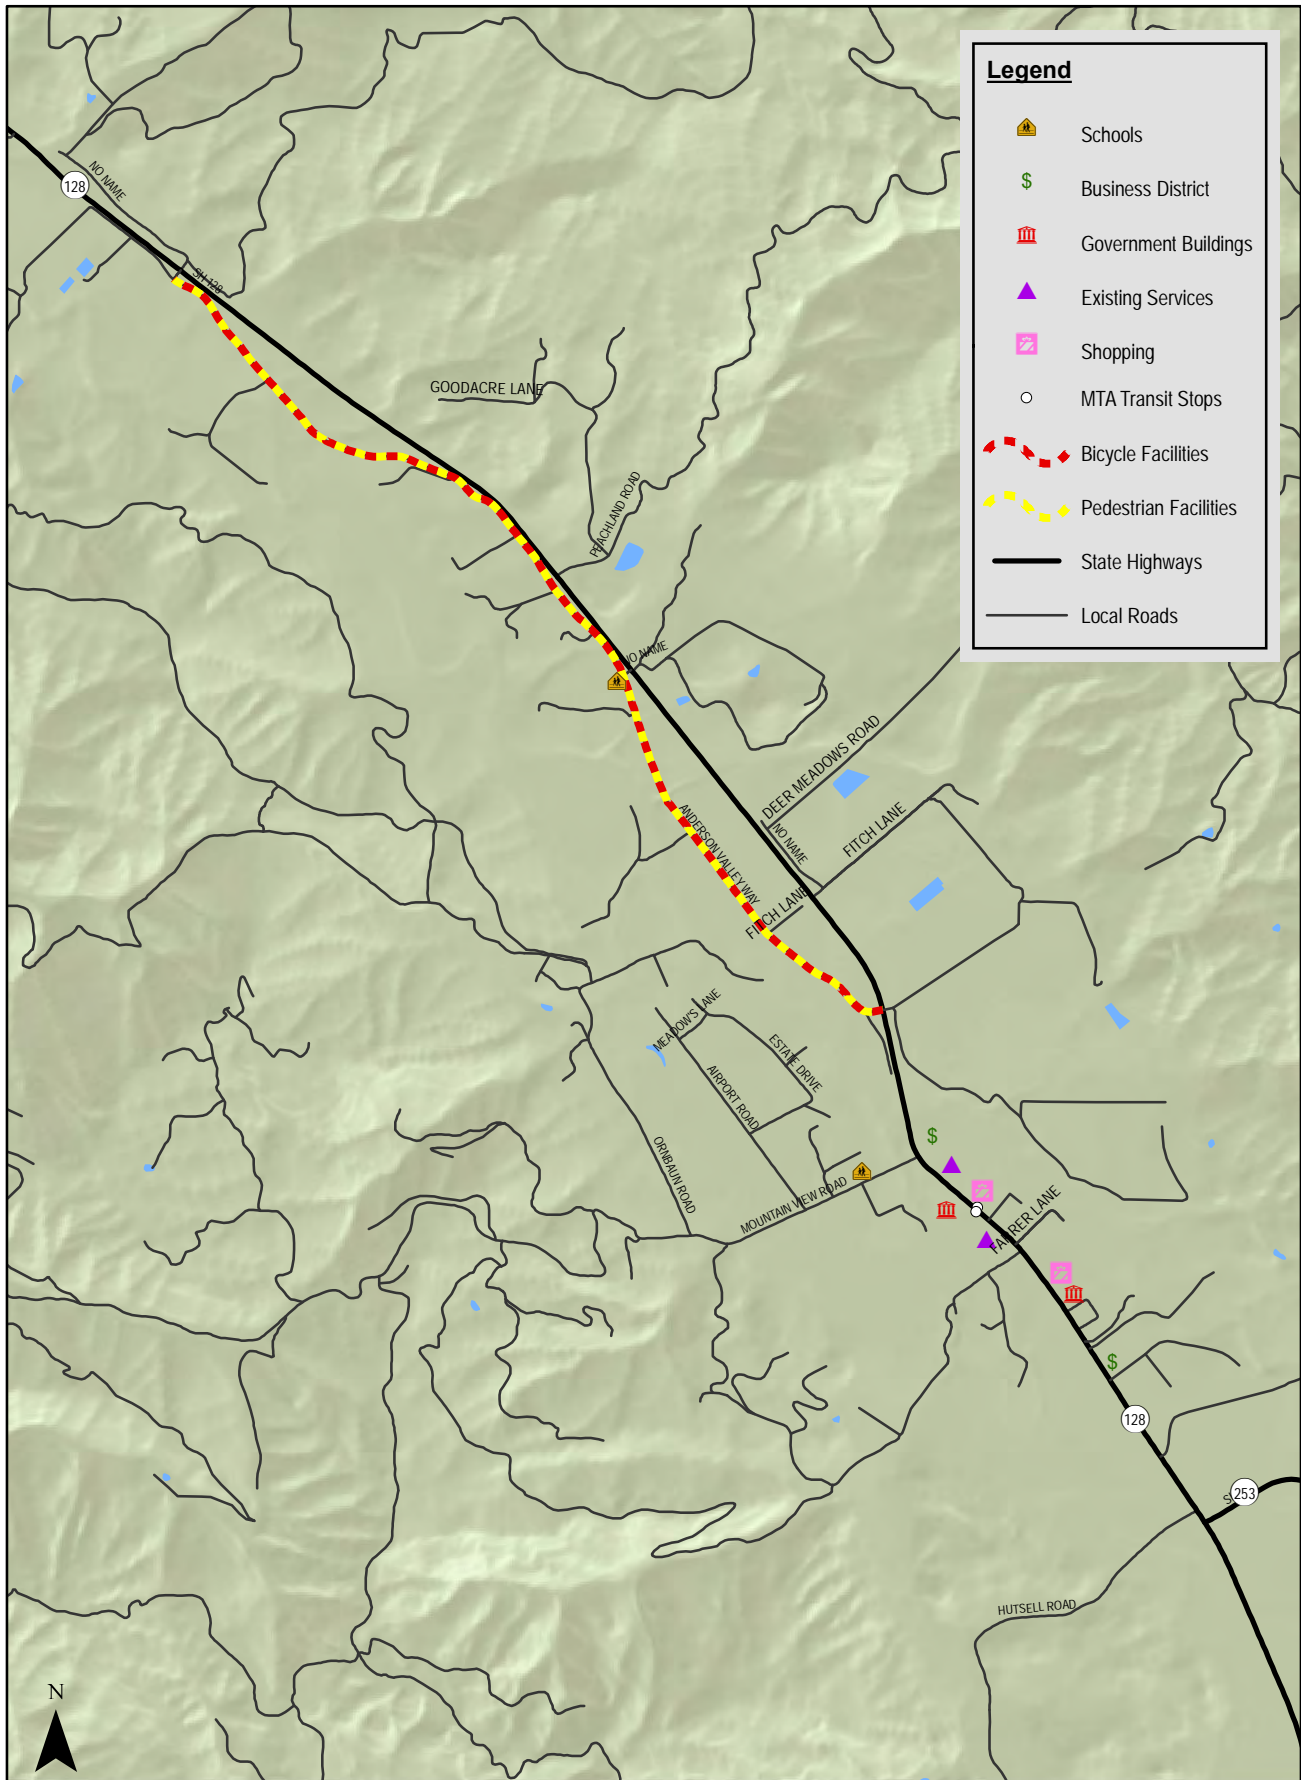 Legend
Schools
$ Business District
Government Buildings
Existing Services
Shopping
MTA Transit Stops
Bicycle Facilities
Pedestrian Facilities
State Highways
Local Roads
NO NAME
128
SH 128
GOODACRE LANE
PEACHLAND ROAD
NO NAME
DEER MEADOWS ROAD
NO NAME
FITCH LANE
ANDERSON VALLEY WAY
FITCH LANE
MEADOWS LANE
ESTATE DRIVE
AIRPORT ROAD
ORNBAUN ROAD
MOUNTAIN VIEW ROAD
$
FARRER LANE
$
128
253
HUTSELL ROAD
N